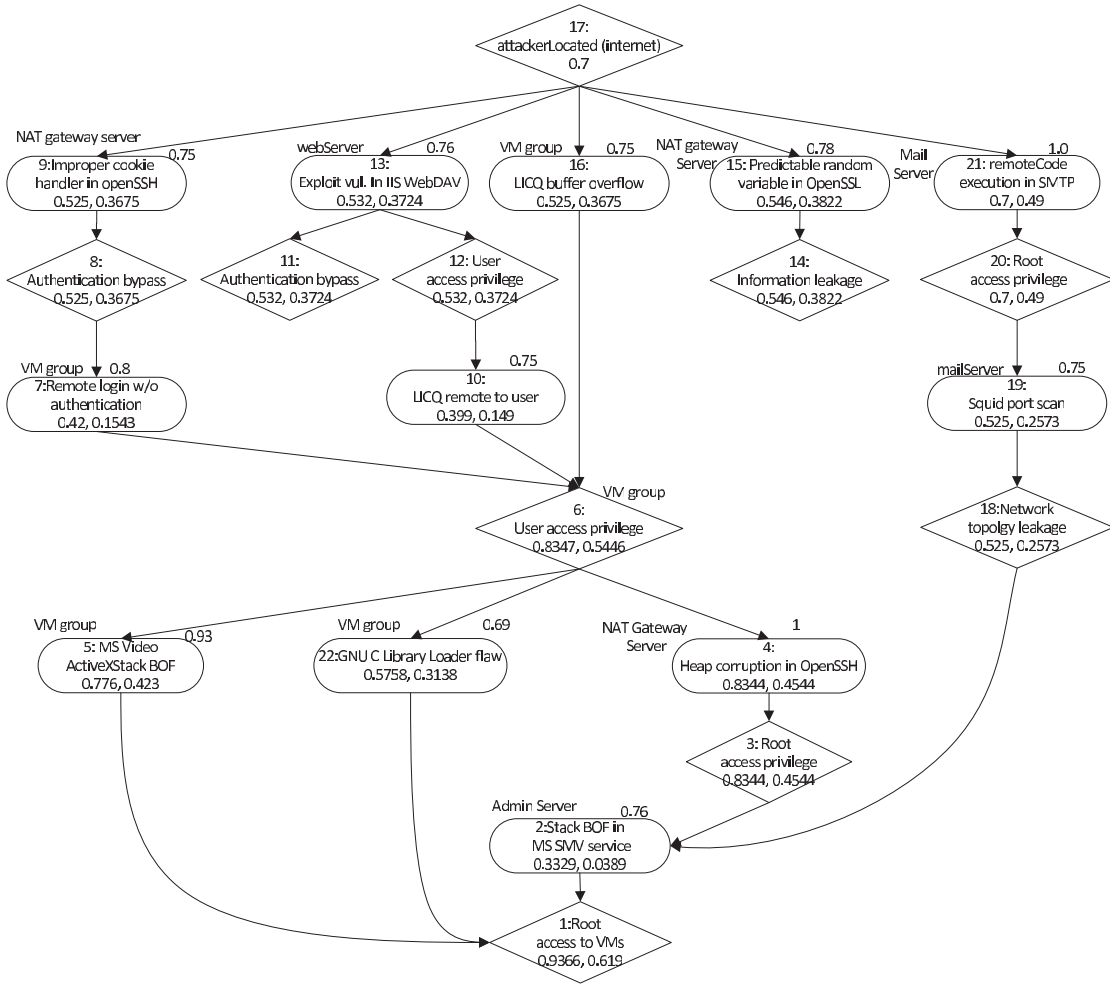 17:
attackerLocated (internet)
0.7
NAT gateway server
0.75
9:Improper cookie
handler in openSSH
0.525, 0.3675
webServer
0.76
13:
Exploit vul. In IIS WebDAV
0.532, 0.3724
VM group
0.75
16:
LICQ buffer overflow
0.525, 0.3675
NAT gateway
Server
0.78
15: Predictable random
variable in OpenSSL
0.546, 0.3822
Mail
Server
1.0
21: remoteCode
execution in SMTP
0.7, 0.49
8:
Authentication bypass
0.525, 0.3675
11:
Authentication bypass
0.532, 0.3724
12: User
access privilege
0.532, 0.3724
14:
Information leakage
0.546, 0.3822
20: Root
access privilege
0.7, 0.49
VM group
0.8
7:Remote login w/o
authentication
0.42, 0.1543
0.75
10:
LICQ remote to user
0.399, 0.149
mailServer
0.75
19:
Squid port scan
0.525, 0.2573
VM group
6:
User access privilege
0.8347, 0.5446
18:Network
topolgy leakage
0.525, 0.2573
VM group
0.93
5: MS Video
ActiveXStack BOF
0.776, 0.423
VM group
0.69
22:GNU C Library Loader flaw
0.5758, 0.3138
NAT Gateway
Server
1
4:
Heap corruption in OpenSSH
0.8344, 0.4544
3: Root
access privilege
0.8344, 0.4544
Admin Server
0.76
2:Stack BOF in
MS SMV service
0.3329, 0.0389
1:Root
access to VMs
0.9366, 0.619